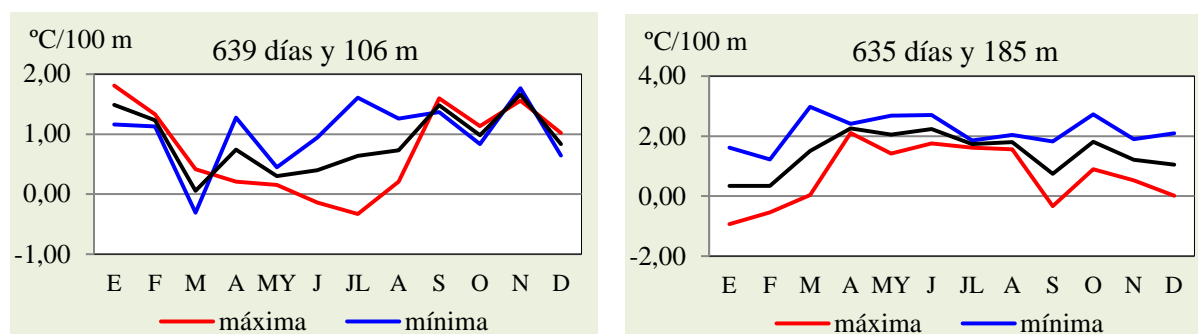 ºC/100 m
639 días y 106 m
2,00
1,00
0,00
-1,00
E F M A MY J JL A S O N D
máxima mínima
ºC/100 m
635 días y 185 m
4,00
2,00
0,00
-2,00
E F M A MY J JL A S O N D
máxima mínima